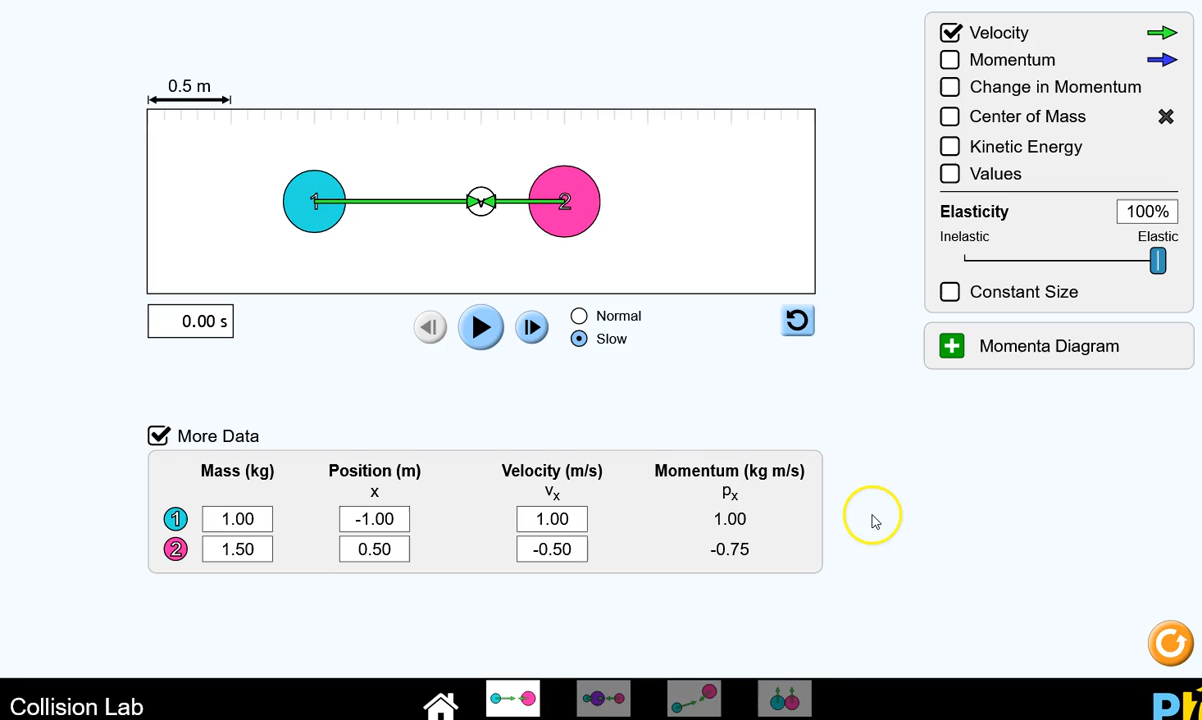 Velocity
Momentum
Change in Momentum
Center of Mass
Kinetic Energy
Values
Elasticity 100%
Inelastic Elastic
Constant Size
Momenta Diagram
0.5 m
1 v 2
0.00 s
Normal
Slow
More Data
Mass (kg) Position (m) Velocity (m/s) Momentum (kg m/s)
x vx px
1 1.00 -1.00 1.00 1.00
2 1.50 0.50 -0.50 -0.75
Collision Lab